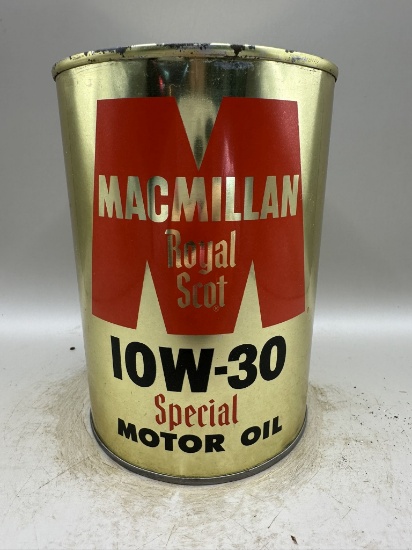 MACMILLAN
Royal
Scot
10W-30
Special
MOTOR OIL